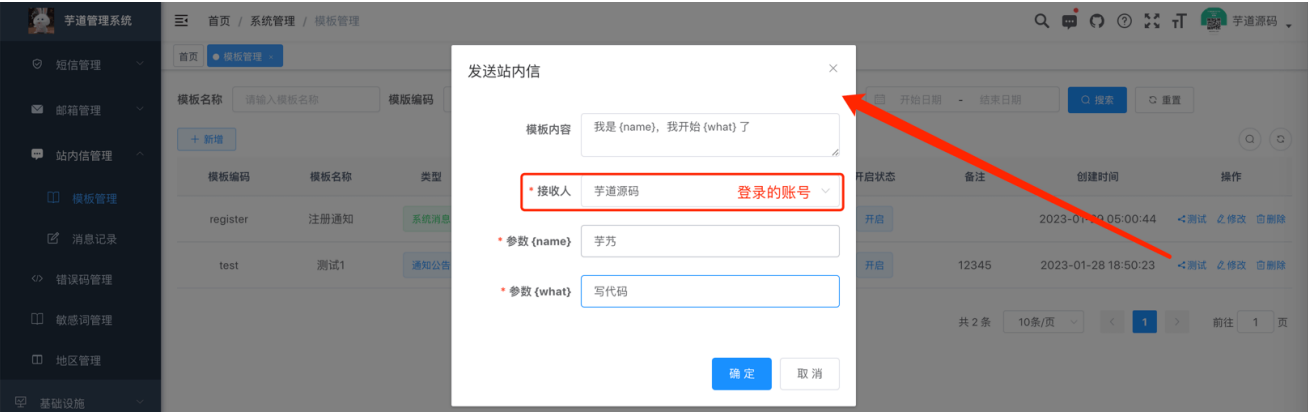 芋道管理系统
首页 / 系统管理 / 模板管理
芋道源码
首页
模板管理
短信管理
邮箱管理
站内信管理
模板管理
消息记录
错误码管理
敏感词管理
地区管理
基础设施
模板名称 请输入模板名称 模版编码 开始日期 - 结束日期 搜索 重置
+ 新增
模板编码 模板名称 类型 开启状态 备注 创建时间 操作
register 注册通知 系统消息 开启 2023-01-29 05:00:44 测试 修改 删除
test 测试1 通知公告 开启 12345 2023-01-28 18:50:23 测试 修改 删除
共 2 条 10条/页 1 前往 1 页
发送站内信
模板内容 我是 {name}，我开始 {what} 了
* 接收人 芋道源码 登录的账号
* 参数 {name} 芋艿
* 参数 {what} 写代码
确 定 取 消